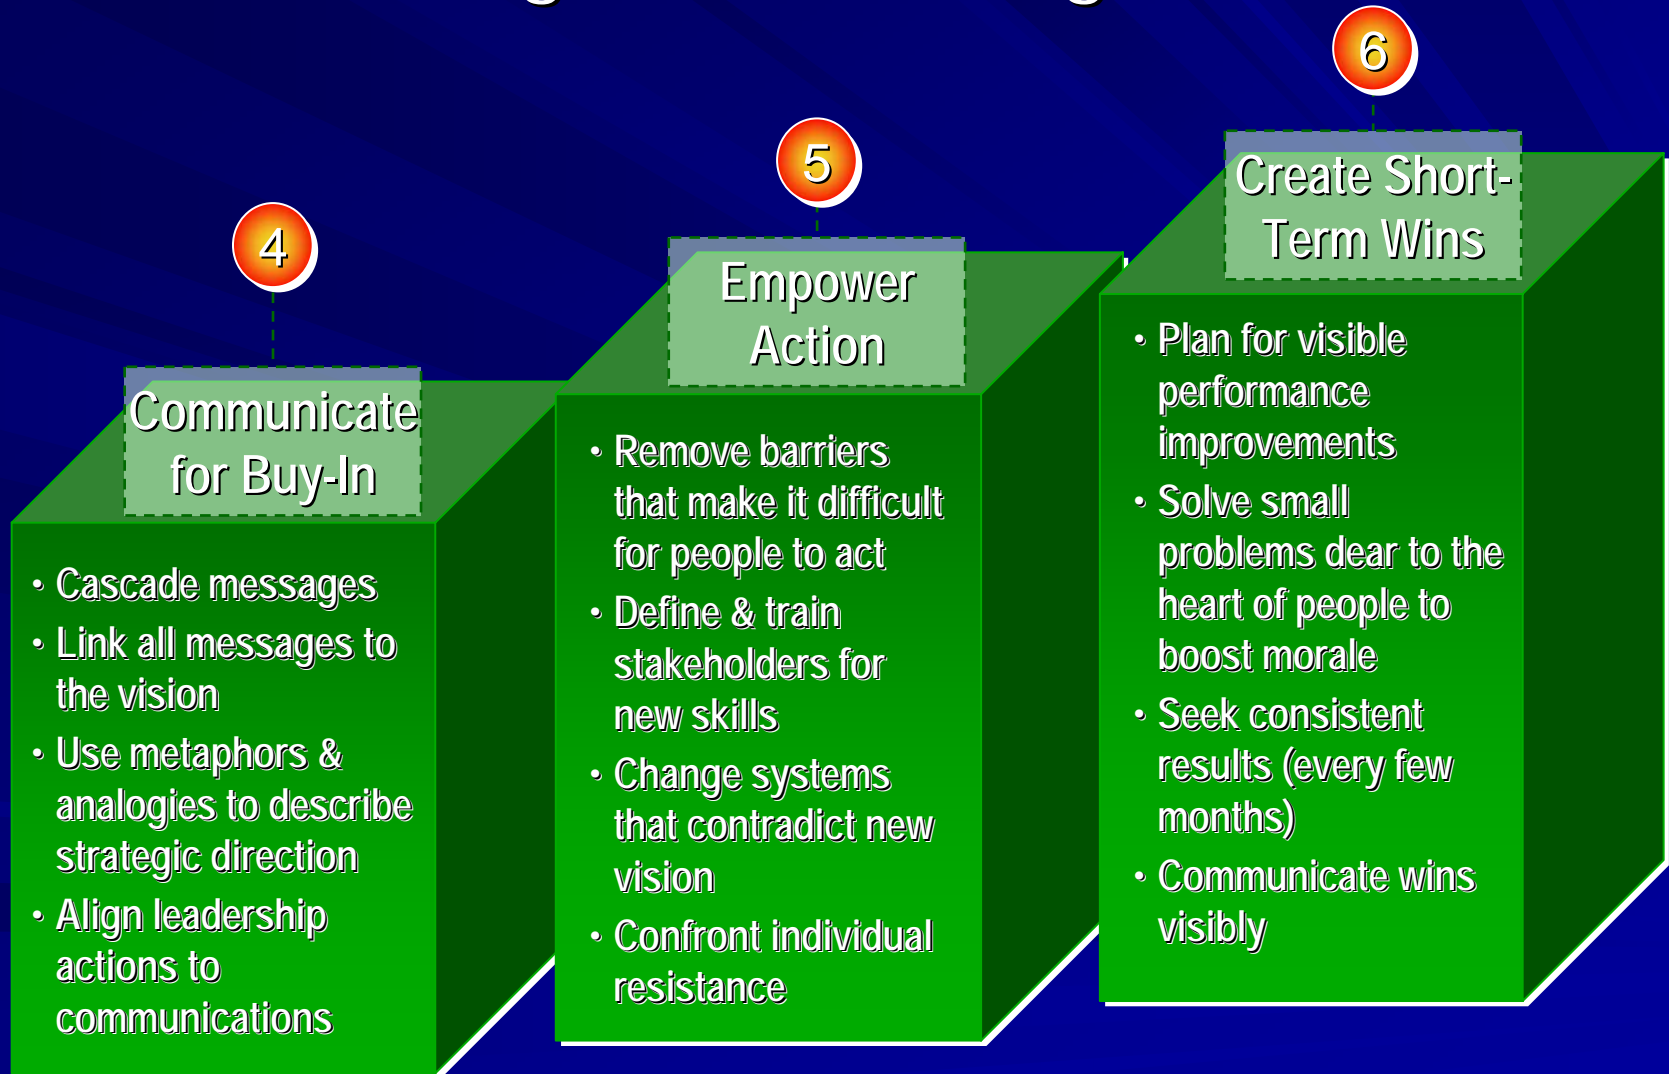 4
Communicate
for Buy-In
• Cascade messages
• Link all messages to
the vision
• Use metaphors &
analogies to describe
strategic direction
• Align leadership
actions to
communications
5
Empower
Action
• Remove barriers
that make it difficult
for people to act
• Define & train
stakeholders for
new skills
• Change systems
that contradict new
vision
• Confront individual
resistance
6
Create Short-
Term Wins
• Plan for visible
performance
improvements
• Solve small
problems dear to the
heart of people to
boost morale
• Seek consistent
results (every few
months)
• Communicate wins
visibly